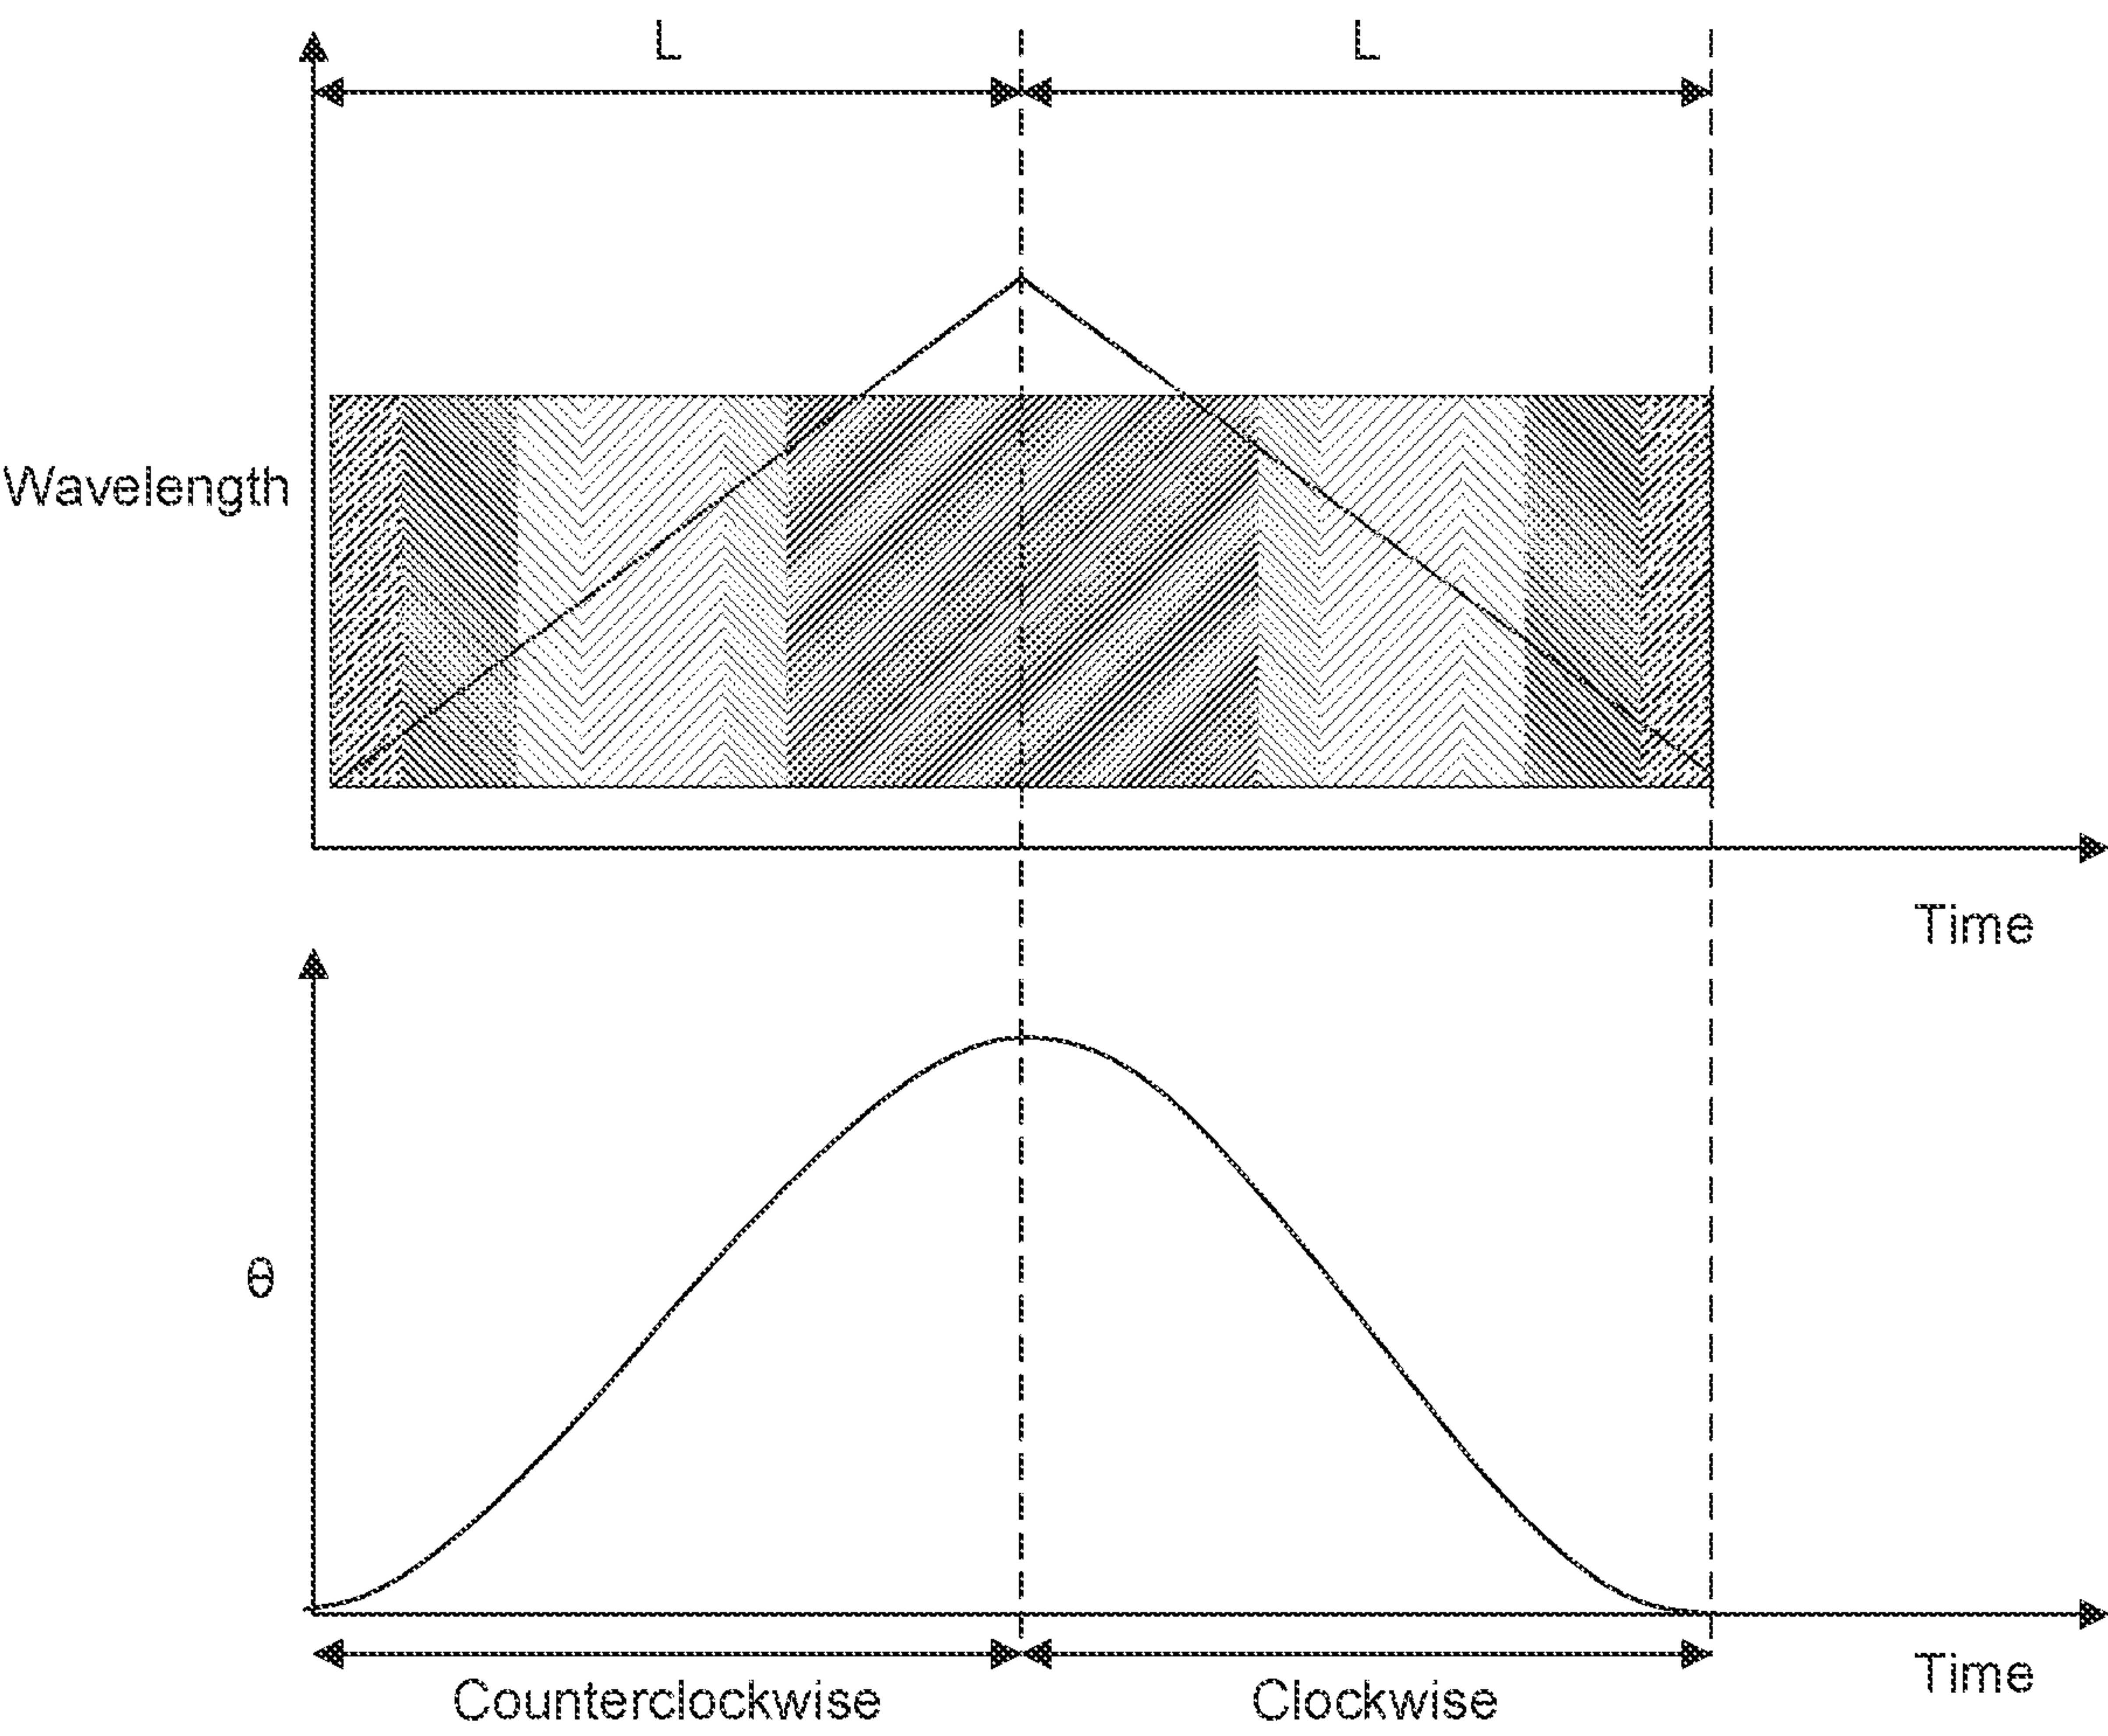 L L
Wavelength
Time
θ
Time
Counterclockwise Clockwise